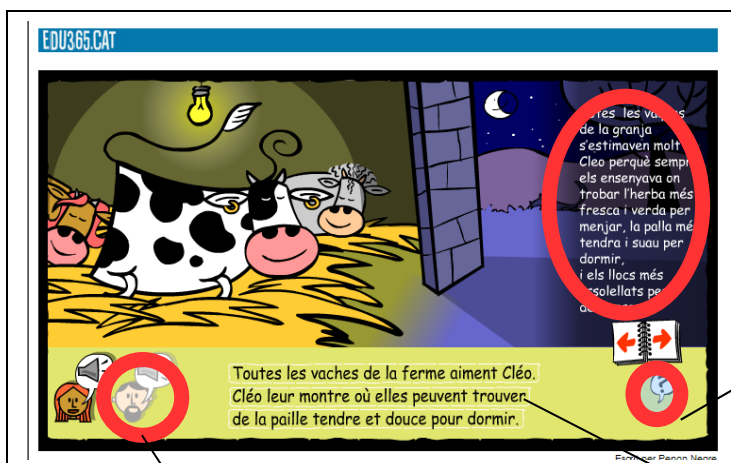 EDU365.CAT
les
de la granja
s'estimaven molt
Cleo perquè sempr
els ensenyava on
trobar l'herba més
fresca i verda per
menjar, la palla mé
tendra i suau per
dormir,
i els llocs més
Toutes les vaches de la ferme aiment Cléo.
Cléo leur montre où elles peuvent trouver
de la paille tendre et douce pour dormir.